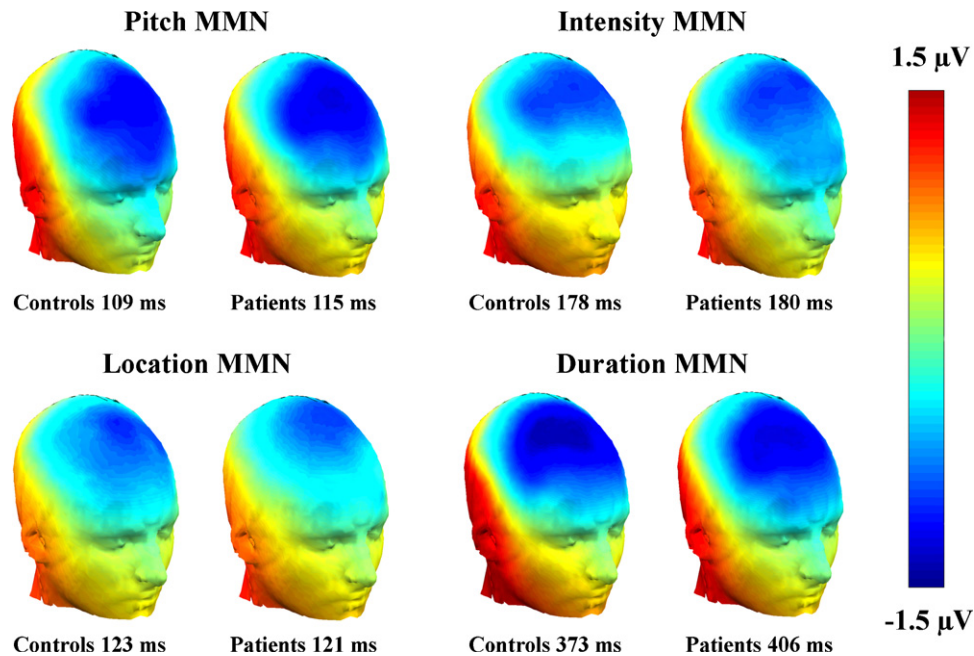 Pitch MMN
Intensity MMN
1.5 µV
Controls 109 ms
Patients 115 ms
Controls 178 ms
Patients 180 ms
Location MMN
Duration MMN
-1.5 µV
Controls 123 ms
Patients 121 ms
Controls 373 ms
Patients 406 ms